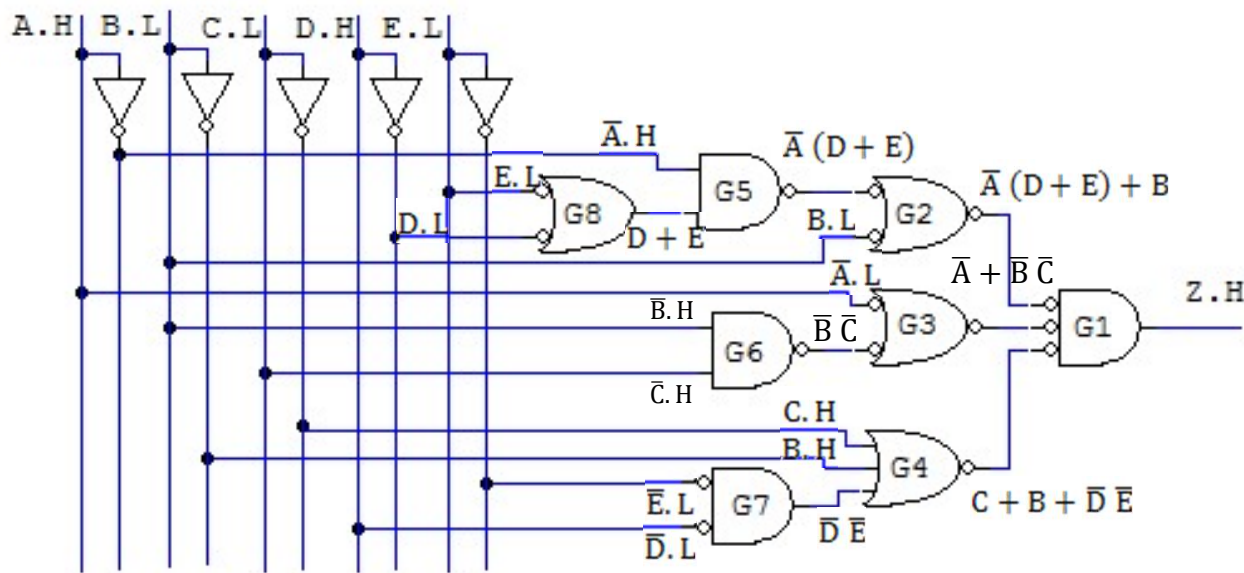 A.H B.L C.L D.H E.L
A̅.H
A̅ (D + E)
E.L
G8
G5
G2
A̅ (D + E) + B
D.L
D + E
B.L
A̅.L
A̅ + B̅ C̅
Z.H
B̅.H
G6
B̅ C̅
G3
G1
C̅.H
C.H
B.H
G4
G7
E̅.L
D̅.L
D̅ E̅
C + B + D̅ E̅